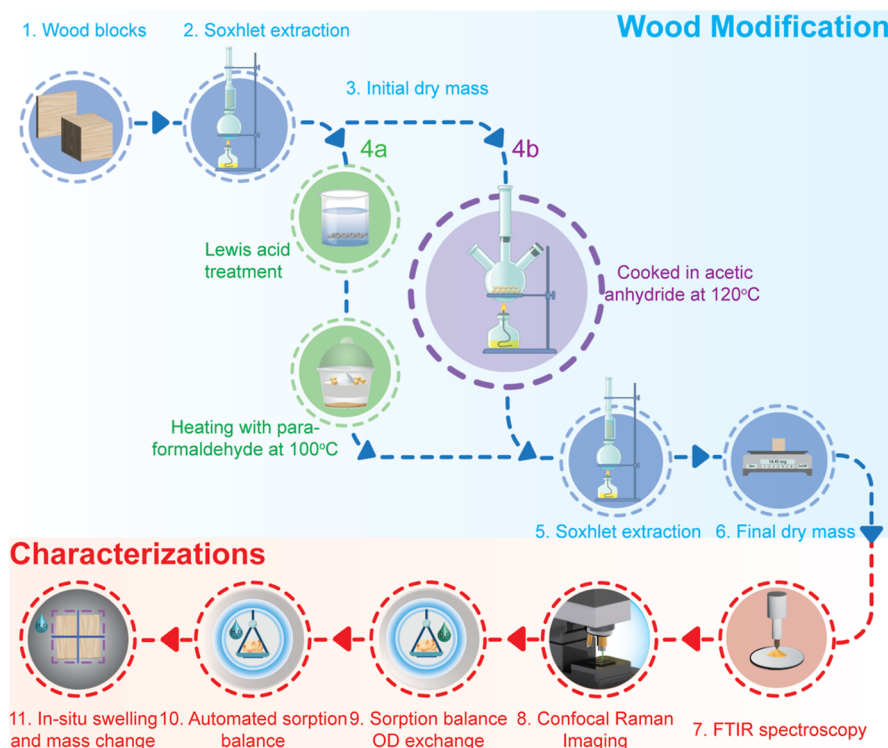 Wood Modification
1. Wood blocks
2. Soxhlet extraction
3. Initial dry mass
4a
4b
Lewis acid
treatment
Cooked in acetic
anhydride at 120°C
Heating with para-
formaldehyde at 100°C
5. Soxhlet extraction
6. Final dry mass
Characterizations
11. In-situ swelling
and mass change
10. Automated sorption
balance
9. Sorption balance
OD exchange
8. Confocal Raman
Imaging
7. FTIR spectroscopy